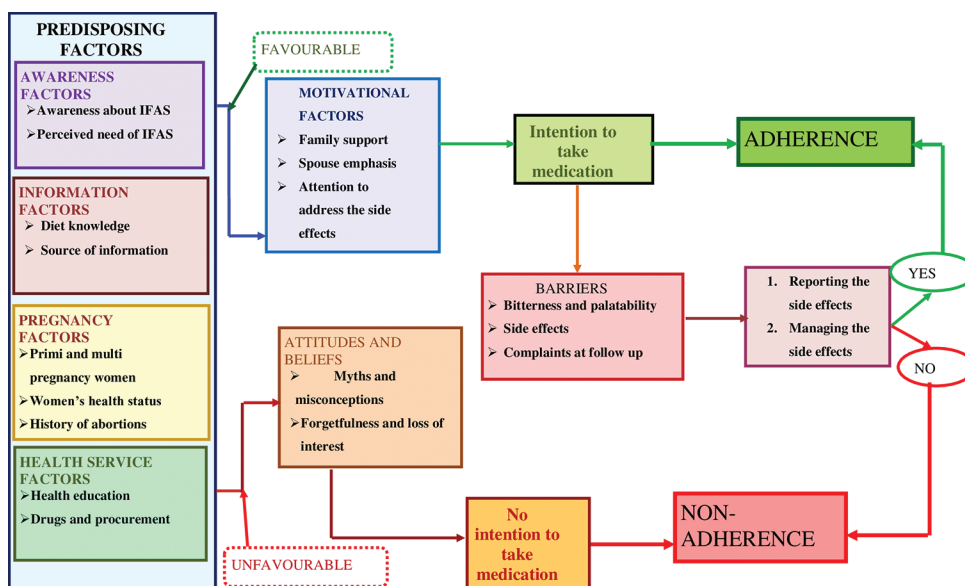 PREDISPOSING
FACTORS
AWARENESS
FACTORS
➢Awareness about IFAS
➢Perceived need of IFAS
INFORMATION
FACTORS
➢ Diet knowledge
➢ Source of information
PREGNANCY
FACTORS
➢Primi and multi
pregnancy women
➢Women's health status
➢History of abortions
HEALTH SERVICE
FACTORS
➢Health education
➢Drugs and procurement
FAVOURABLE
MOTIVATIONAL
FACTORS
➢ Family support
➢ Spouse emphasis
➢ Attention to
address the side
effects
ATTITUDES AND
BELIEFS
➢ Myths and
misconceptions
➢Forgetfulness and loss of
interest
UNFAVOURABLE
Intention to
take
medication
ADHERENCE
BARRIERS
➢ Bitterness and palatability
➢ Side effects
➢ Complaints at follow up
1. Reporting the
side effects
2. Managing the
side effects
YES
NO
No
intention to
take
medication
NON-
ADHERENCE